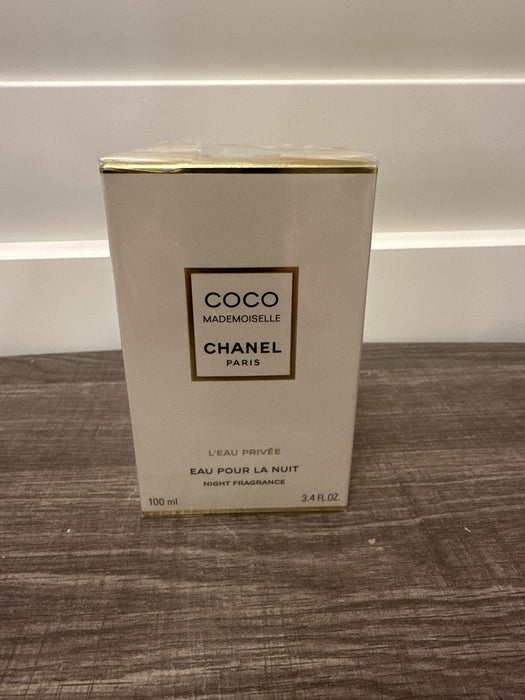 COCO
MADEMOISELLE
CHANEL
PARIS
L'EAU PRIVÉE
EAU POUR LA NUIT
NIGHT FRAGRANCE
100 ml 3.4 FL.OZ.